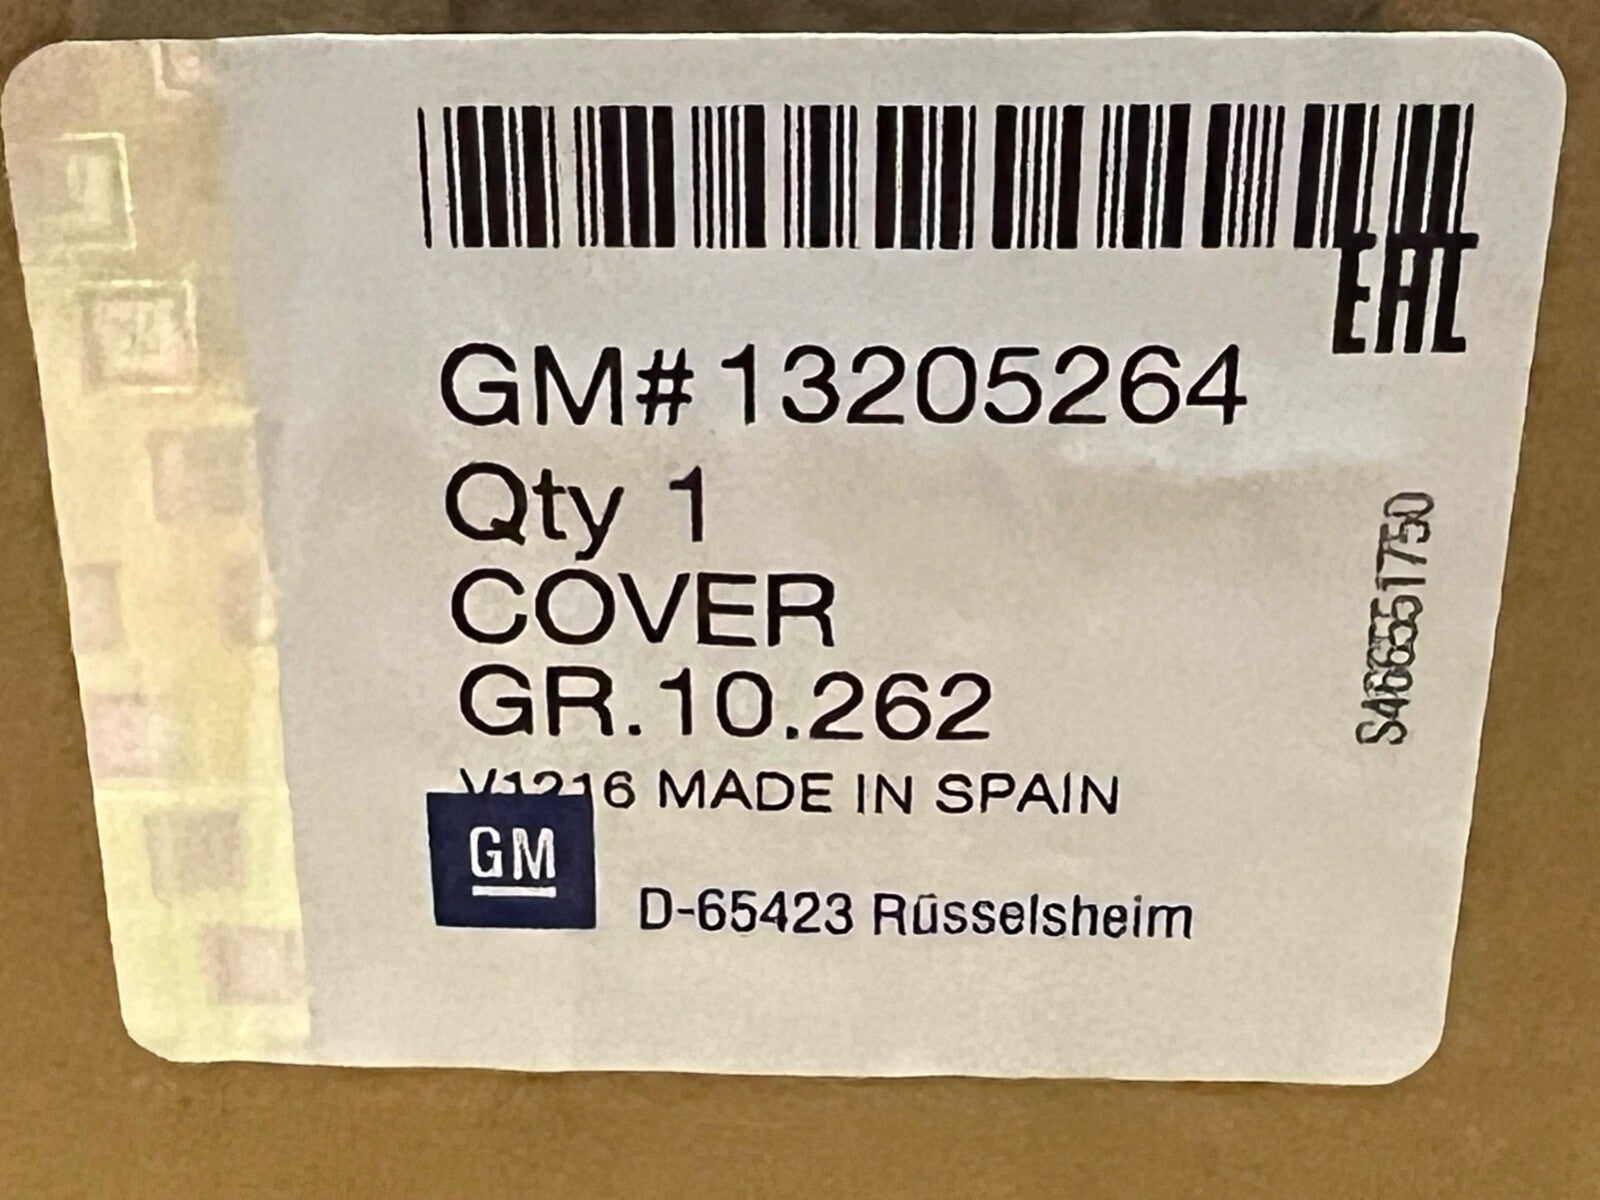 EAC
GM#13205264
Qty 1
COVER
GR.10.262
V1216 MADE IN SPAIN
GM
D-65423 Rüsselsheim